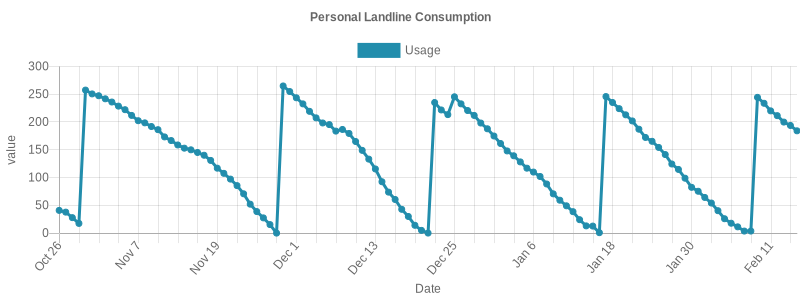 Personal Landline Consumption
Usage
300
250
200
150
100
50
0
value
Oct 26
Nov 7
Nov 19
Dec 1
Dec 13
Dec 25
Jan 6
Jan 18
Jan 30
Feb 11
Date